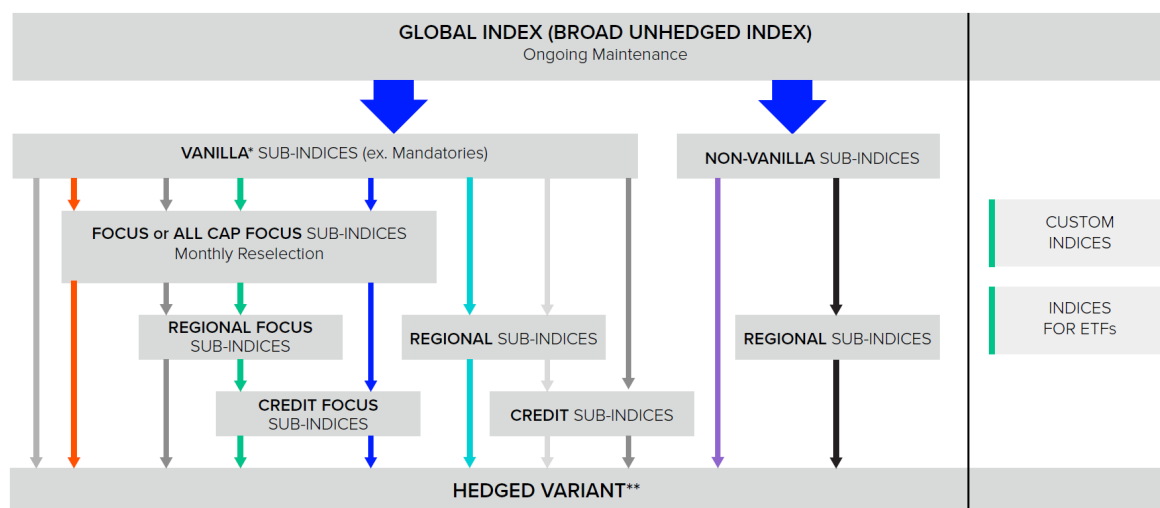 GLOBAL INDEX (BROAD UNHEDGED INDEX)
Ongoing Maintenance
VANILLA* SUB-INDICES (ex. Mandatories)
NON-VANILLA SUB-INDICES
FOCUS or ALL CAP FOCUS SUB-INDICES
Monthly Reselection
CUSTOM
INDICES
REGIONAL FOCUS
SUB-INDICES
REGIONAL SUB-INDICES
REGIONAL SUB-INDICES
INDICES
FOR ETFs
CREDIT FOCUS
SUB-INDICES
CREDIT SUB-INDICES
HEDGED VARIANT**